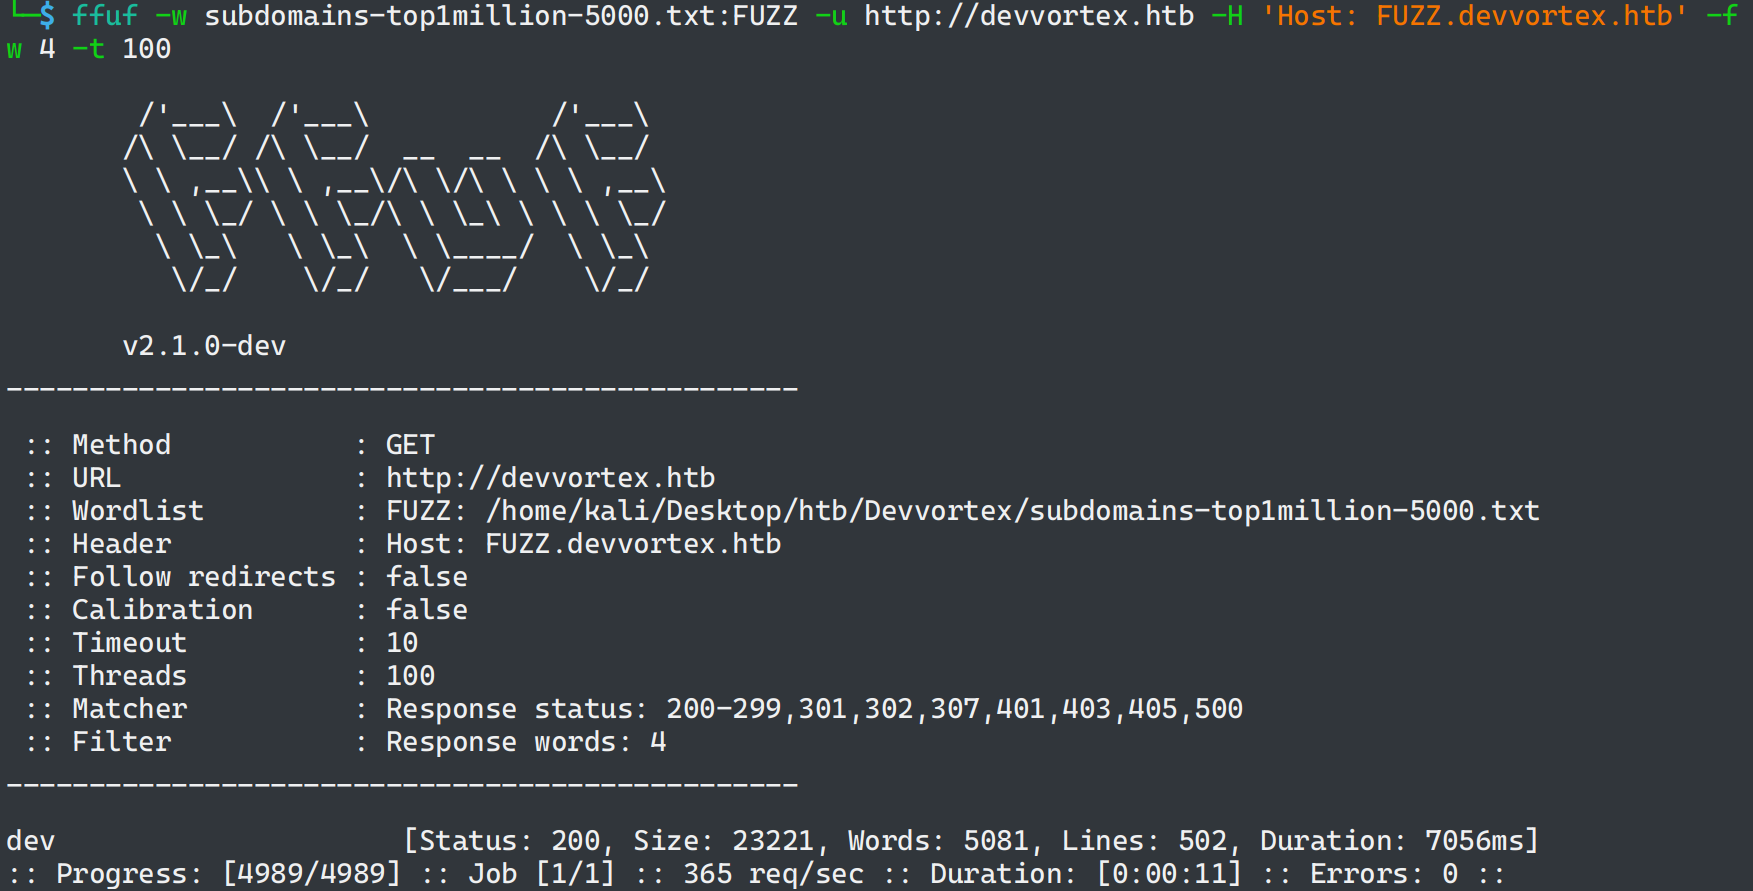 └─$ ffuf -w subdomains-top1million-5000.txt:FUZZ -u http://devvortex.htb -H 'Host: FUZZ.devvortex.htb' -f
w 4 -t 100

        /'___\  /'___\           /'___\
       /\ \__/ /\ \__/  __  __  /\ \__/
       \ \ ,__\\ \ ,__\/\ \/\ \ \ \ ,__\
        \ \ \_/ \ \ \_/\ \ \_\ \ \ \ \_/
         \ \_\   \ \_\  \ \____/  \ \_\
          \/_/    \/_/   \/___/    \/_/

       v2.1.0-dev
________________________________________________

 :: Method           : GET
 :: URL              : http://devvortex.htb
 :: Wordlist         : FUZZ: /home/kali/Desktop/htb/Devvortex/subdomains-top1million-5000.txt
 :: Header           : Host: FUZZ.devvortex.htb
 :: Follow redirects : false
 :: Calibration      : false
 :: Timeout          : 10
 :: Threads          : 100
 :: Matcher          : Response status: 200-299,301,302,307,401,403,405,500
 :: Filter           : Response words: 4
________________________________________________

dev                     [Status: 200, Size: 23221, Words: 5081, Lines: 502, Duration: 7056ms]
:: Progress: [4989/4989] :: Job [1/1] :: 365 req/sec :: Duration: [0:00:11] :: Errors: 0 ::